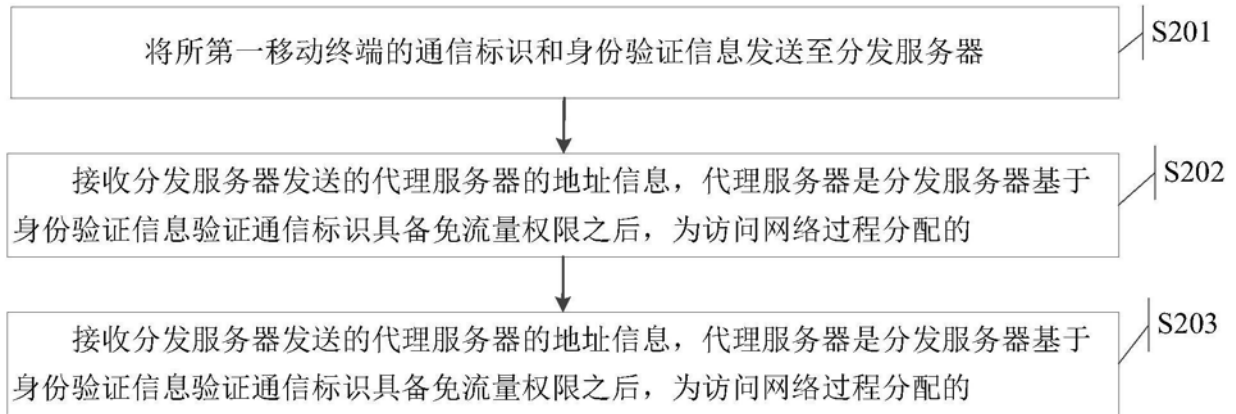 将所第一移动终端的通信标识和身份验证信息发送至分发服务器
S201
接收分发服务器发送的代理服务器的地址信息，代理服务器是分发服务器基于
身份验证信息验证通信标识具备免流量权限之后，为访问网络过程分配的
S202
接收分发服务器发送的代理服务器的地址信息，代理服务器是分发服务器基于
身份验证信息验证通信标识具备免流量权限之后，为访问网络过程分配的
S203